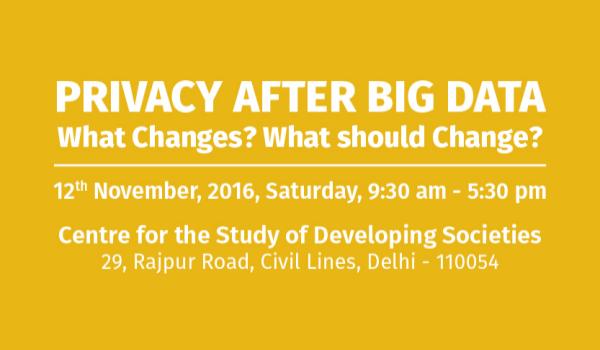 PRIVACY AFTER BIG DATA
What Changes? What should Change?
12th November, 2016, Saturday, 9:30 am - 5:30 pm
Centre for the Study of Developing Societies
29, Rajpur Road, Civil Lines, Delhi - 110054